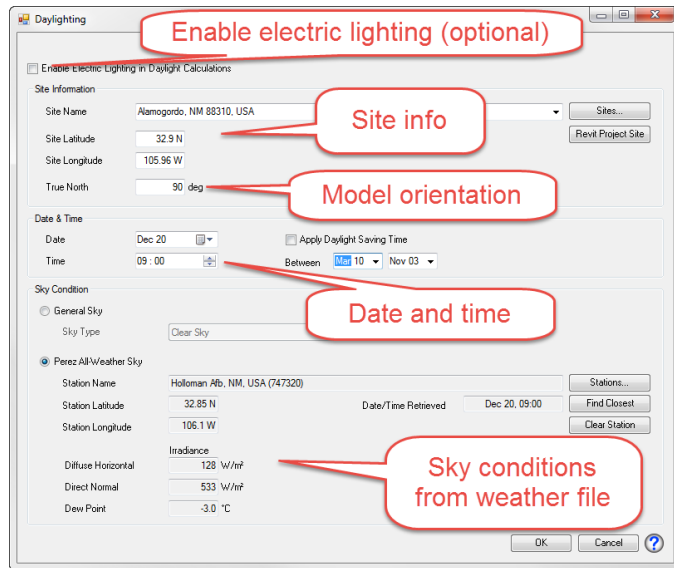 Daylighting
Enable electric lighting (optional)
Enable Electric Lighting in Daylight Calculations
Site Information
Site Name Alamogordo, NM 88310, USA Sites...
Site info
Site Latitude 32.9 N Revit Project Site
Site Longitude 105.96 W
True North 90 deg
Model orientation
Date & Time
Date Dec 20 Apply Daylight Saving Time
Time 09 : 00 Between Mar 10 Nov 03
Date and time
Sky Condition
General Sky
Sky Type Clear Sky
Perez All-Weather Sky
Station Name Holloman Afb, NM, USA (747320) Stations...
Station Latitude 32.85 N Date/Time Retrieved Dec 20, 09:00 Find Closest
Station Longitude 106.1 W Clear Station
Irradiance
Diffuse Horizontal 128 W/m²
Direct Normal 533 W/m²
Dew Point -3.0 °C
Sky conditions
from weather file
OK Cancel ?